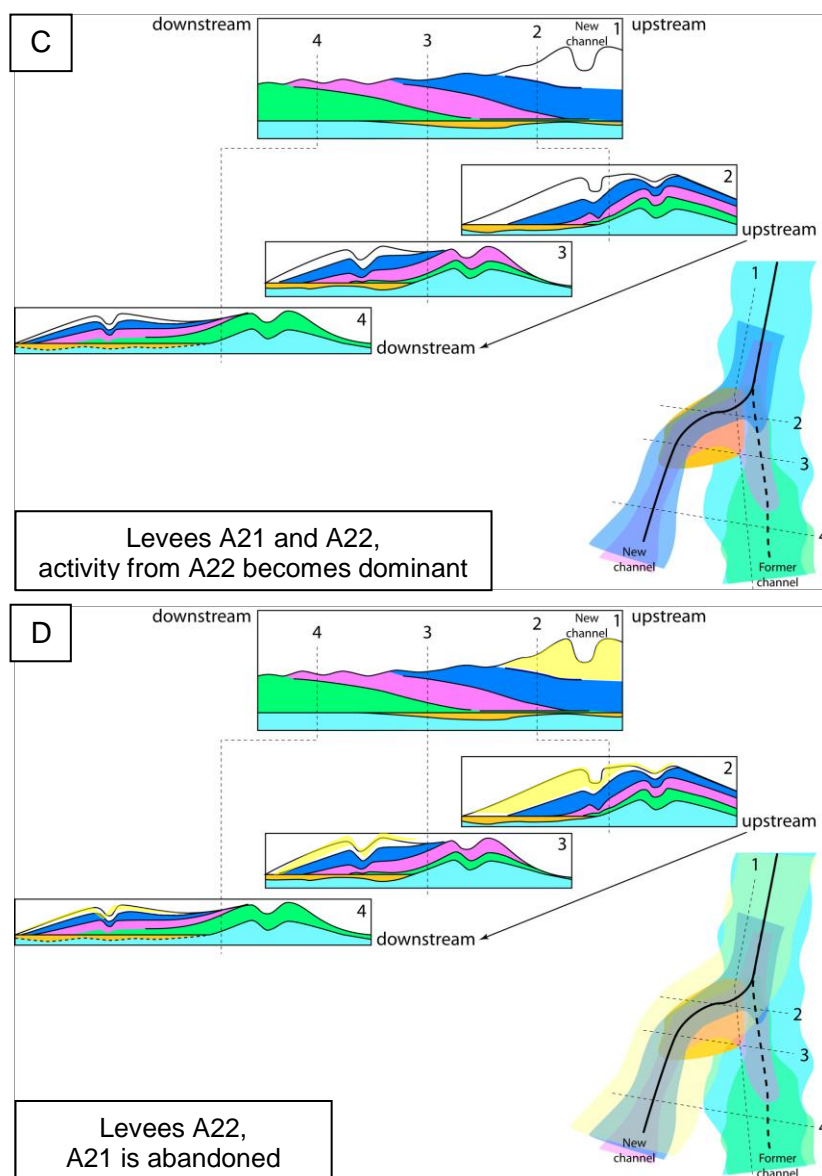 C
downstream
4
3
2
New
channel
1
upstream
2
upstream
3
4
downstream
1
2
3
4
New
channel
Former
channel
Levees A21 and A22,
activity from A22 becomes dominant
D
downstream
4
3
2
New
channel
1
upstream
2
upstream
3
4
downstream
1
2
3
4
New
channel
Former
channel
Levees A22,
A21 is abandoned